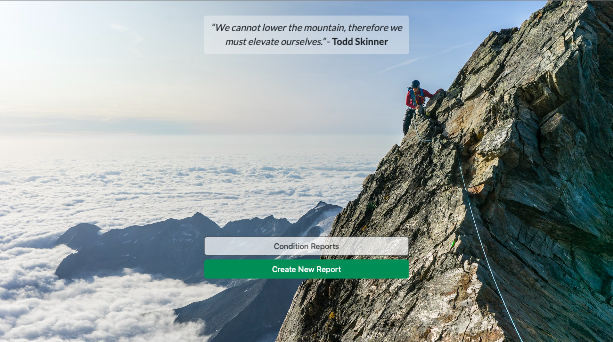 "We cannot lower the mountain, therefore we
must elevate ourselves." - Todd Skinner
Condition Reports
Create New Report